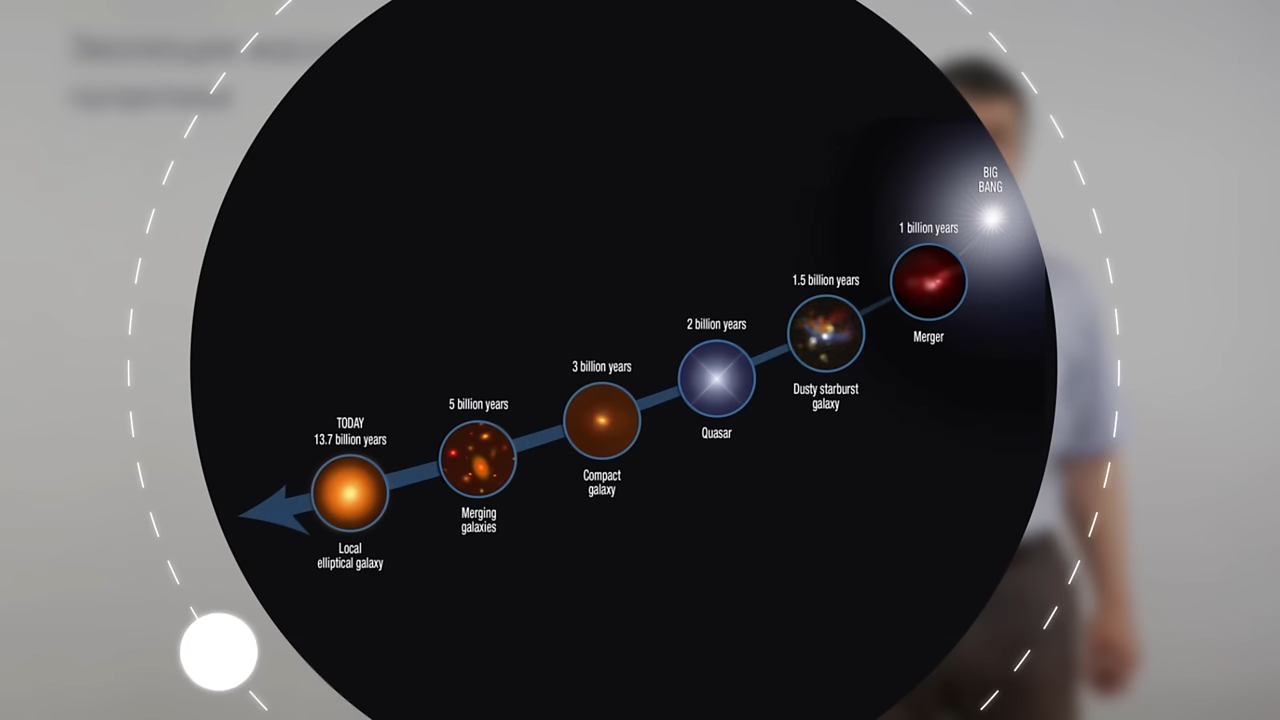 BIG
BANG
1 billion years
Merger
1.5 billion years
Dusty starburst
galaxy
2 billion years
Quasar
3 billion years
Compact
galaxy
5 billion years
Merging
galaxies
TODAY
13.7 billion years
Local
elliptical galaxy